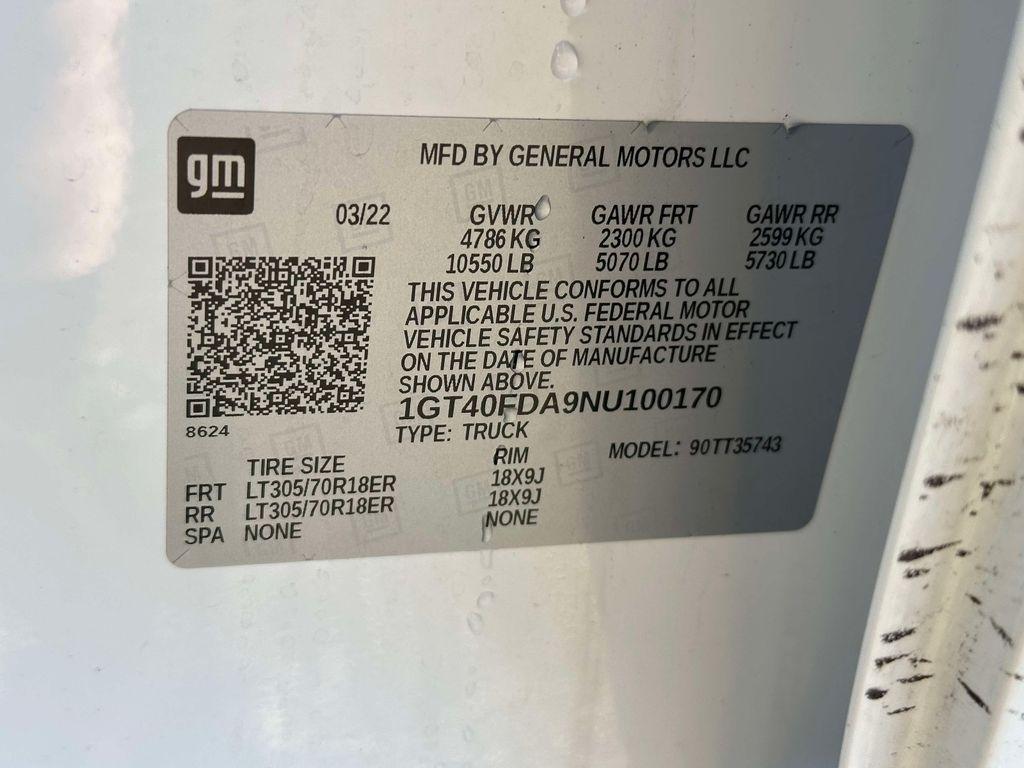 gm
MFD BY GENERAL MOTORS LLC
03/22 GVWR GAWR FRT GAWR RR
4786 KG 2300 KG 2599 KG
10550 LB 5070 LB 5730 LB
THIS VEHICLE CONFORMS TO ALL
APPLICABLE U.S. FEDERAL MOTOR
VEHICLE SAFETY STANDARDS IN EFFECT
ON THE DATE OF MANUFACTURE
SHOWN ABOVE.
1GT40FDA9NU100170
8624
TYPE: TRUCK
MODEL: 90TT35743
TIRE SIZE RIM
FRT LT305/70R18ER 18X9J
RR LT305/70R18ER 18X9J
SPA NONE NONE